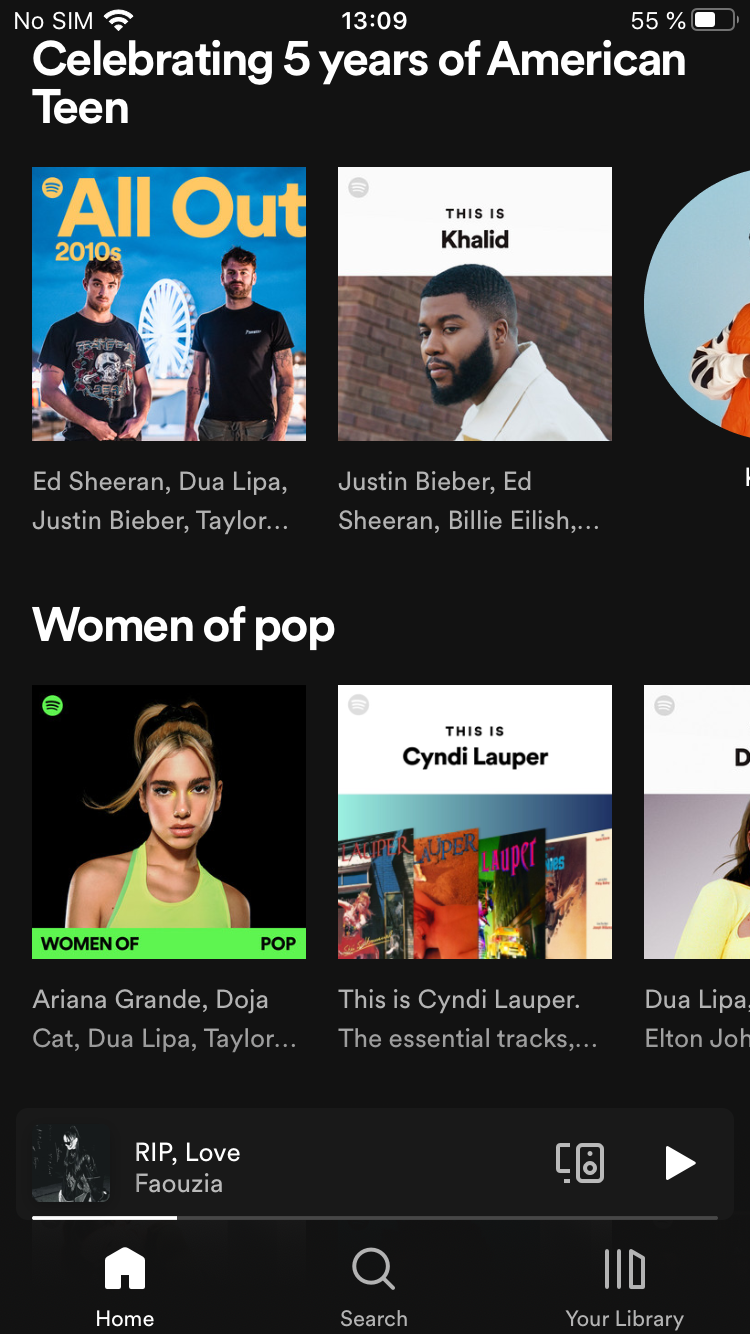 No SIM 13:09 55 %
Celebrating 5 years of American
Teen
All Out
2010s
THIS IS
Khalid
Ed Sheeran, Dua Lipa,
Justin Bieber, Taylor...
Justin Bieber, Ed
Sheeran, Billie Eilish,...
Women of pop
WOMEN OF POP
THIS IS
Cyndi Lauper
LAUPER
LAUPER
Lauper
D
Ariana Grande, Doja
Cat, Dua Lipa, Taylor...
This is Cyndi Lauper.
The essential tracks,...
Dua Lipa,
Elton Joh
RIP, Love
Faouzia
Home
Search
Your Library